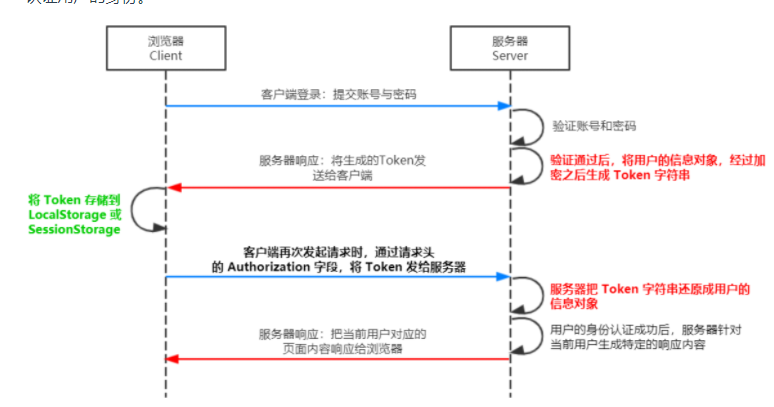 认证用户的身份。
浏览器
Client
服务器
Server
客户端登录：提交账号与密码
验证账号和密码
服务器响应：将生成的Token发
送给客户端
验证通过后，将用户的信息对象，经过加
密之后生成 Token 字符串
将 Token 存储到
LocalStorage 或
SessionStorage
客户端再次发起请求时，通过请求头
的 Authorization 字段，将 Token 发给服务器
服务器把 Token 字符串还原成用户的
信息对象
服务器响应：把当前用户对应的
页面内容响应给浏览器
用户的身份认证成功后，服务器针对
当前用户生成特定的响应内容